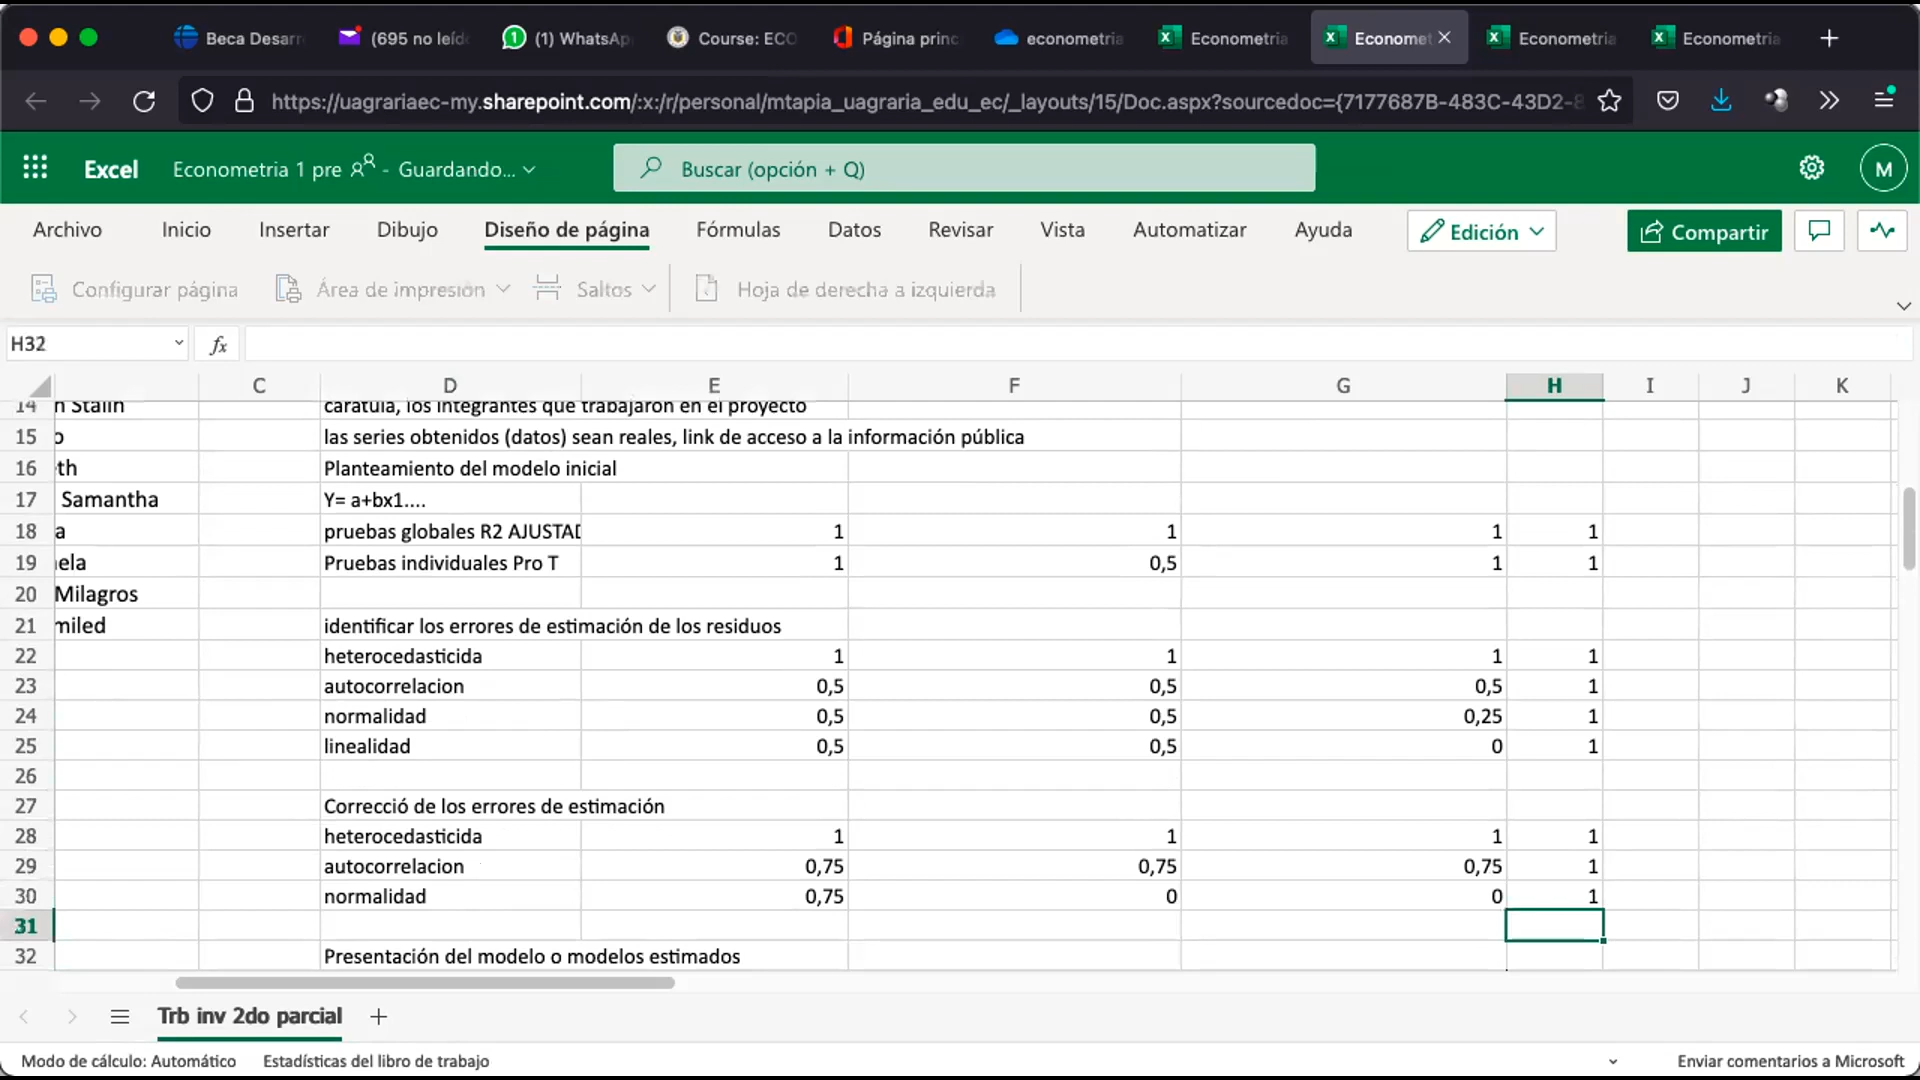 Beca Desarr
(695 no leíd
(1) WhatsAp
Course: ECO
Página princ
econometria
Econometria
Economet
Econometria
Econometria
https://uagrariaec-my.sharepoint.com/:x:/r/personal/mtapia_uagraria_edu_ec/_layouts/15/Doc.aspx?sourcedoc={7177687B-483C-43D2-8
Excel Econometria 1 pre - Guardando... Buscar (opción + Q) M
Archivo Inicio Insertar Dibujo Diseño de página Fórmulas Datos Revisar Vista Automatizar Ayuda Edición Compartir
Configurar página Área de impresión Saltos Hoja de derecha a izquierda
H32 fx
C D E F G H I J K
14 n Stalin caratula, los integrantes que trabajaron en el proyecto
15 o las series obtenidos (datos) sean reales, link de acceso a la información pública
16 eth Planteamiento del modelo inicial
17 Samantha Y= a+bx1....
18 a pruebas globales R2 AJUSTAD 1 1 1 1
19 ela Pruebas individuales Pro T 1 0,5 1 1
20 Milagros
21 miled identificar los errores de estimación de los residuos
22 heterocedasticida 1 1 1 1
23 autocorrelacion 0,5 0,5 0,5 1
24 normalidad 0,5 0,5 0,25 1
25 linealidad 0,5 0,5 0 1
26
27 Correcció de los errores de estimación
28 heterocedasticida 1 1 1 1
29 autocorrelacion 0,75 0,75 0,75 1
30 normalidad 0,75 0 0 1
31
32 Presentación del modelo o modelos estimados
Trb inv 2do parcial
Modo de cálculo: Automático Estadísticas del libro de trabajo Enviar comentarios a Microsoft